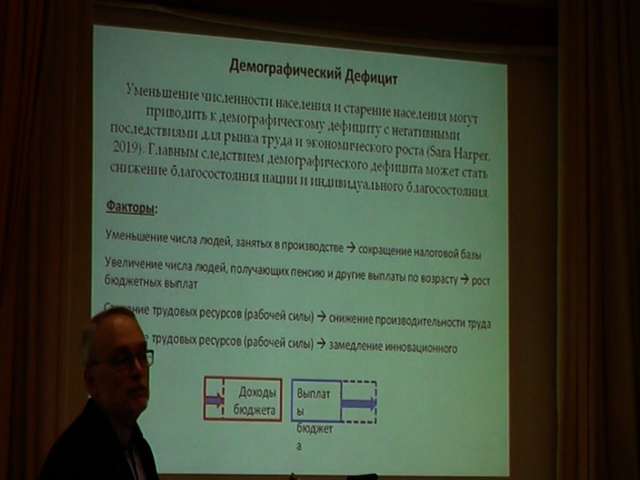 Демографический Дефицит
Уменьшение численности населения и старение населения могут
приводить к демографическому дефициту с негативными
последствиями для рынка труда и экономического роста (Sara Harper,
2019). Главным следствием демографического дефицита может стать
снижение благосостояния нации и индивидуального благосостояния.
Факторы:
Уменьшение числа людей, занятых в производстве → сокращение налоговой базы
Увеличение числа людей, получающих пенсию и другие выплаты по возрасту → рост
бюджетных выплат
трудовых ресурсов (рабочей силы) → снижение производительности труда
трудовых ресурсов (рабочей силы) → замедление инновационного
Доходы
бюджета
Выплат
ы
бюджет
а